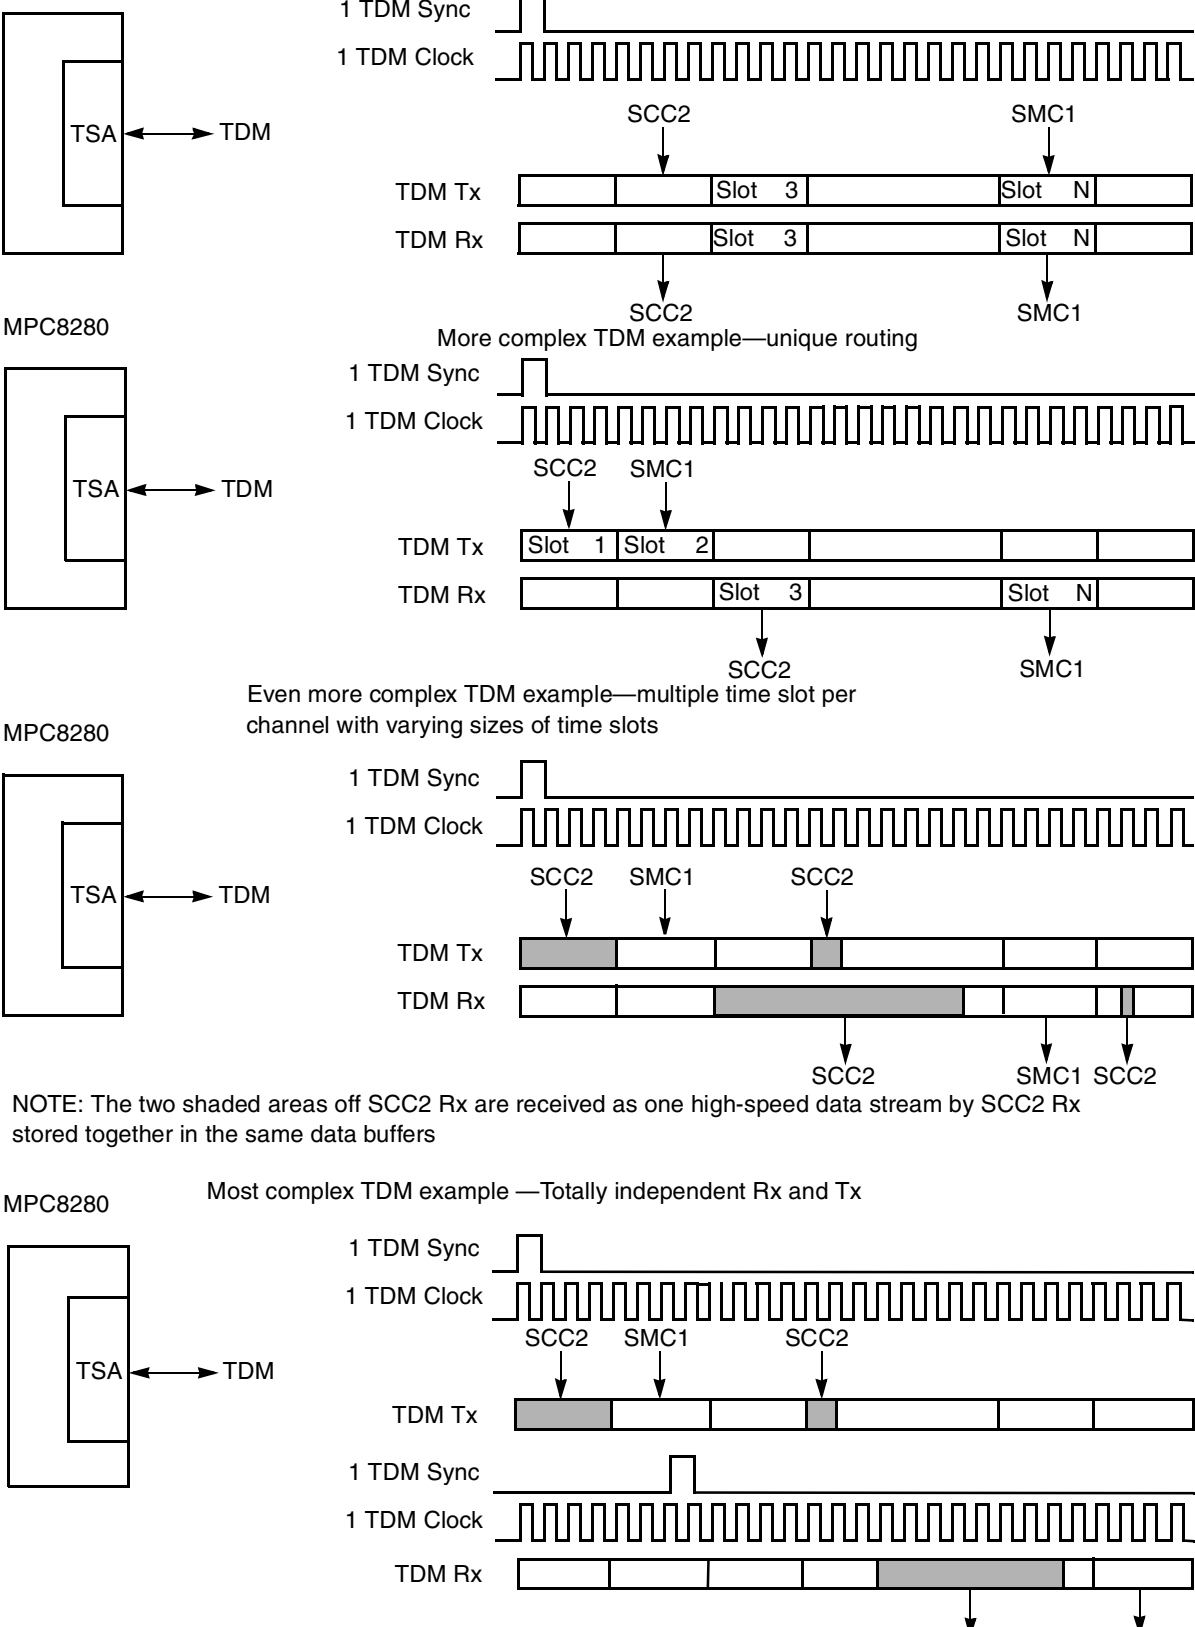 1 TDM Sync
1 TDM Clock
SCC2 SMC1
TSA TDM
TDM Tx Slot 3 Slot N
TDM Rx Slot 3 Slot N
SCC2 SMC1
MPC8280
More complex TDM example—unique routing
1 TDM Sync
1 TDM Clock
SCC2 SMC1
TSA TDM
TDM Tx Slot 1 Slot 2
TDM Rx Slot 3 Slot N
SCC2 SMC1
Even more complex TDM example—multiple time slot per
channel with varying sizes of time slots
MPC8280
1 TDM Sync
1 TDM Clock
SCC2 SMC1 SCC2
TSA TDM
TDM Tx
TDM Rx
SCC2 SMC1 SCC2
NOTE: The two shaded areas off SCC2 Rx are received as one high-speed data stream by SCC2 Rx
stored together in the same data buffers
Most complex TDM example —Totally independent Rx and Tx
MPC8280
1 TDM Sync
1 TDM Clock
SCC2 SMC1 SCC2
TSA TDM
TDM Tx
1 TDM Sync
1 TDM Clock
TDM Rx